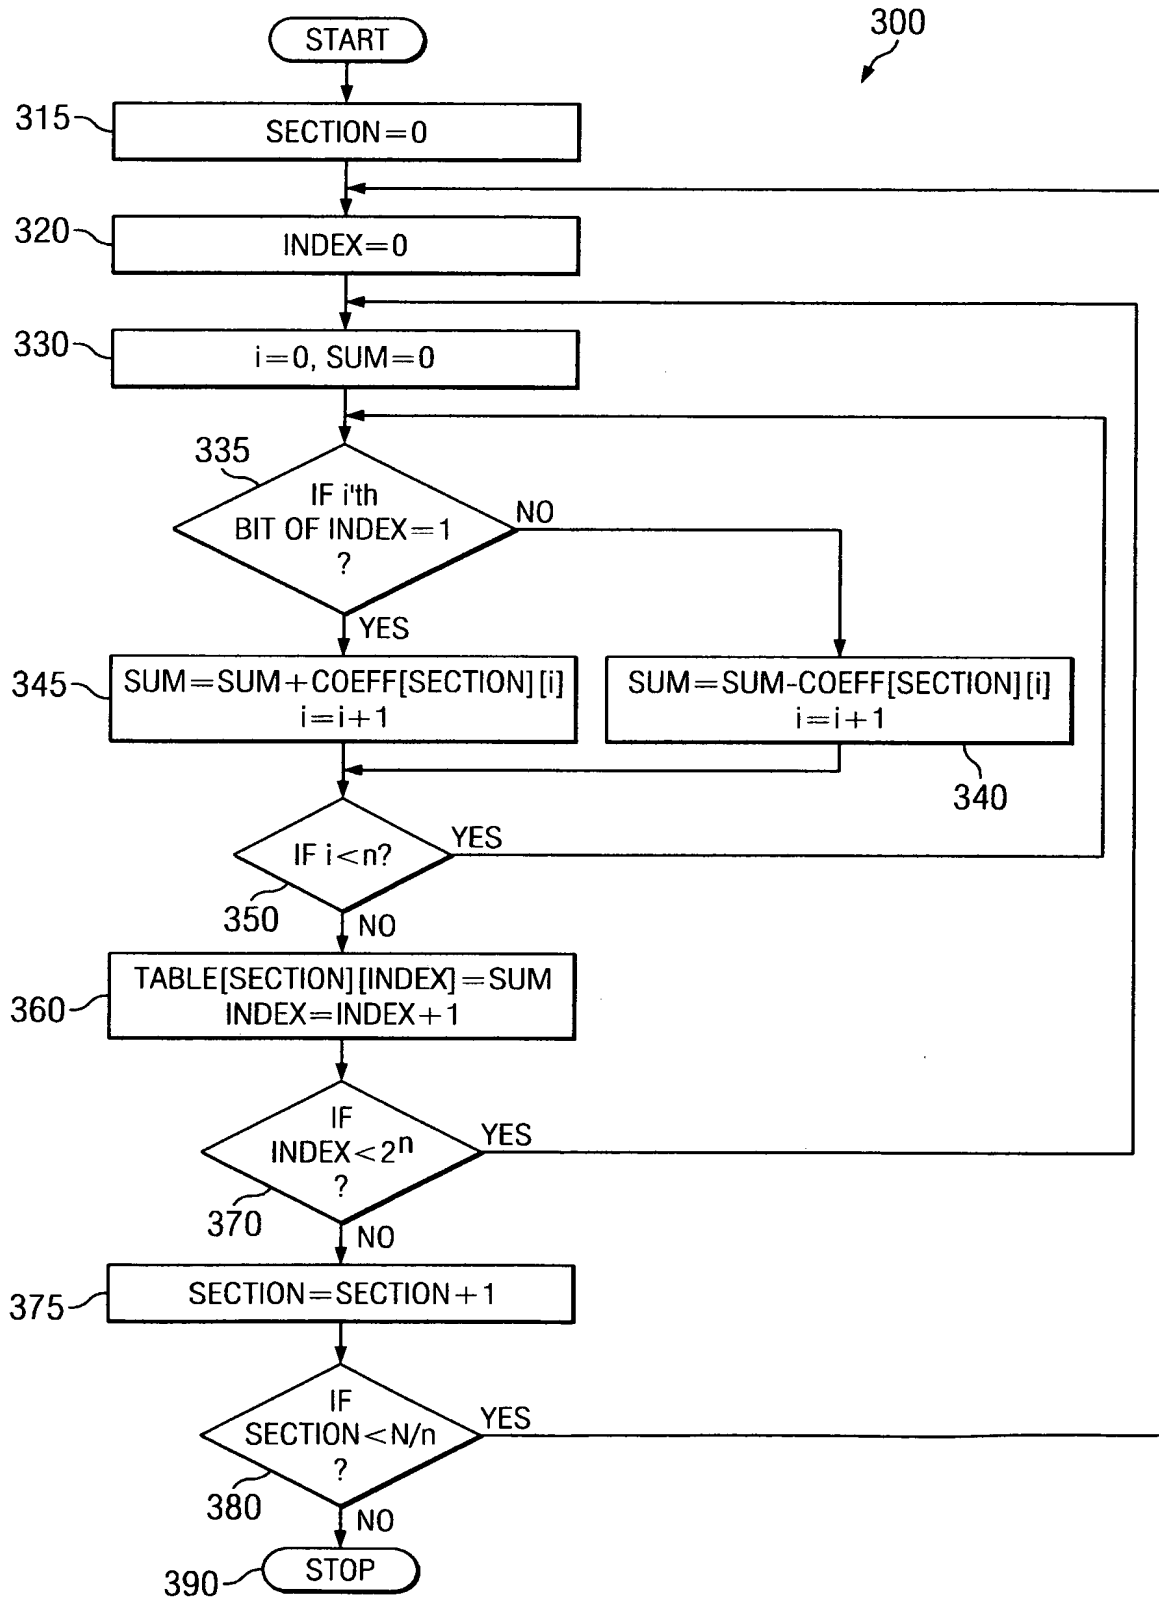 START
300
315
SECTION=0
320
INDEX=0
330
i=0, SUM=0
335
IF i'th
BIT OF INDEX=1
?
NO
YES
345
SUM=SUM+COEFF[SECTION][i]
i=i+1
SUM=SUM-COEFF[SECTION][i]
i=i+1
340
IF i<n?
YES
350
NO
360
TABLE[SECTION][INDEX]=SUM
INDEX=INDEX+1
IF
INDEX<2ⁿ
?
YES
370
NO
375
SECTION=SECTION+1
IF
SECTION<N/n
?
YES
380
NO
390
STOP